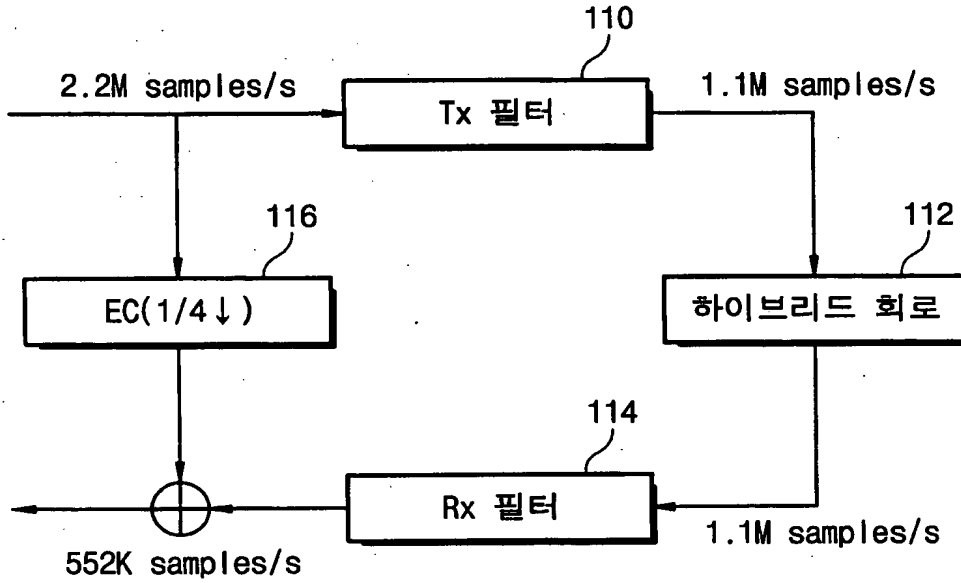 110
2.2M samples/s
Tx 필터
1.1M samples/s
116
112
EC(1/4↓)
하이브리드 회로
114
Rx 필터
1.1M samples/s
552K samples/s